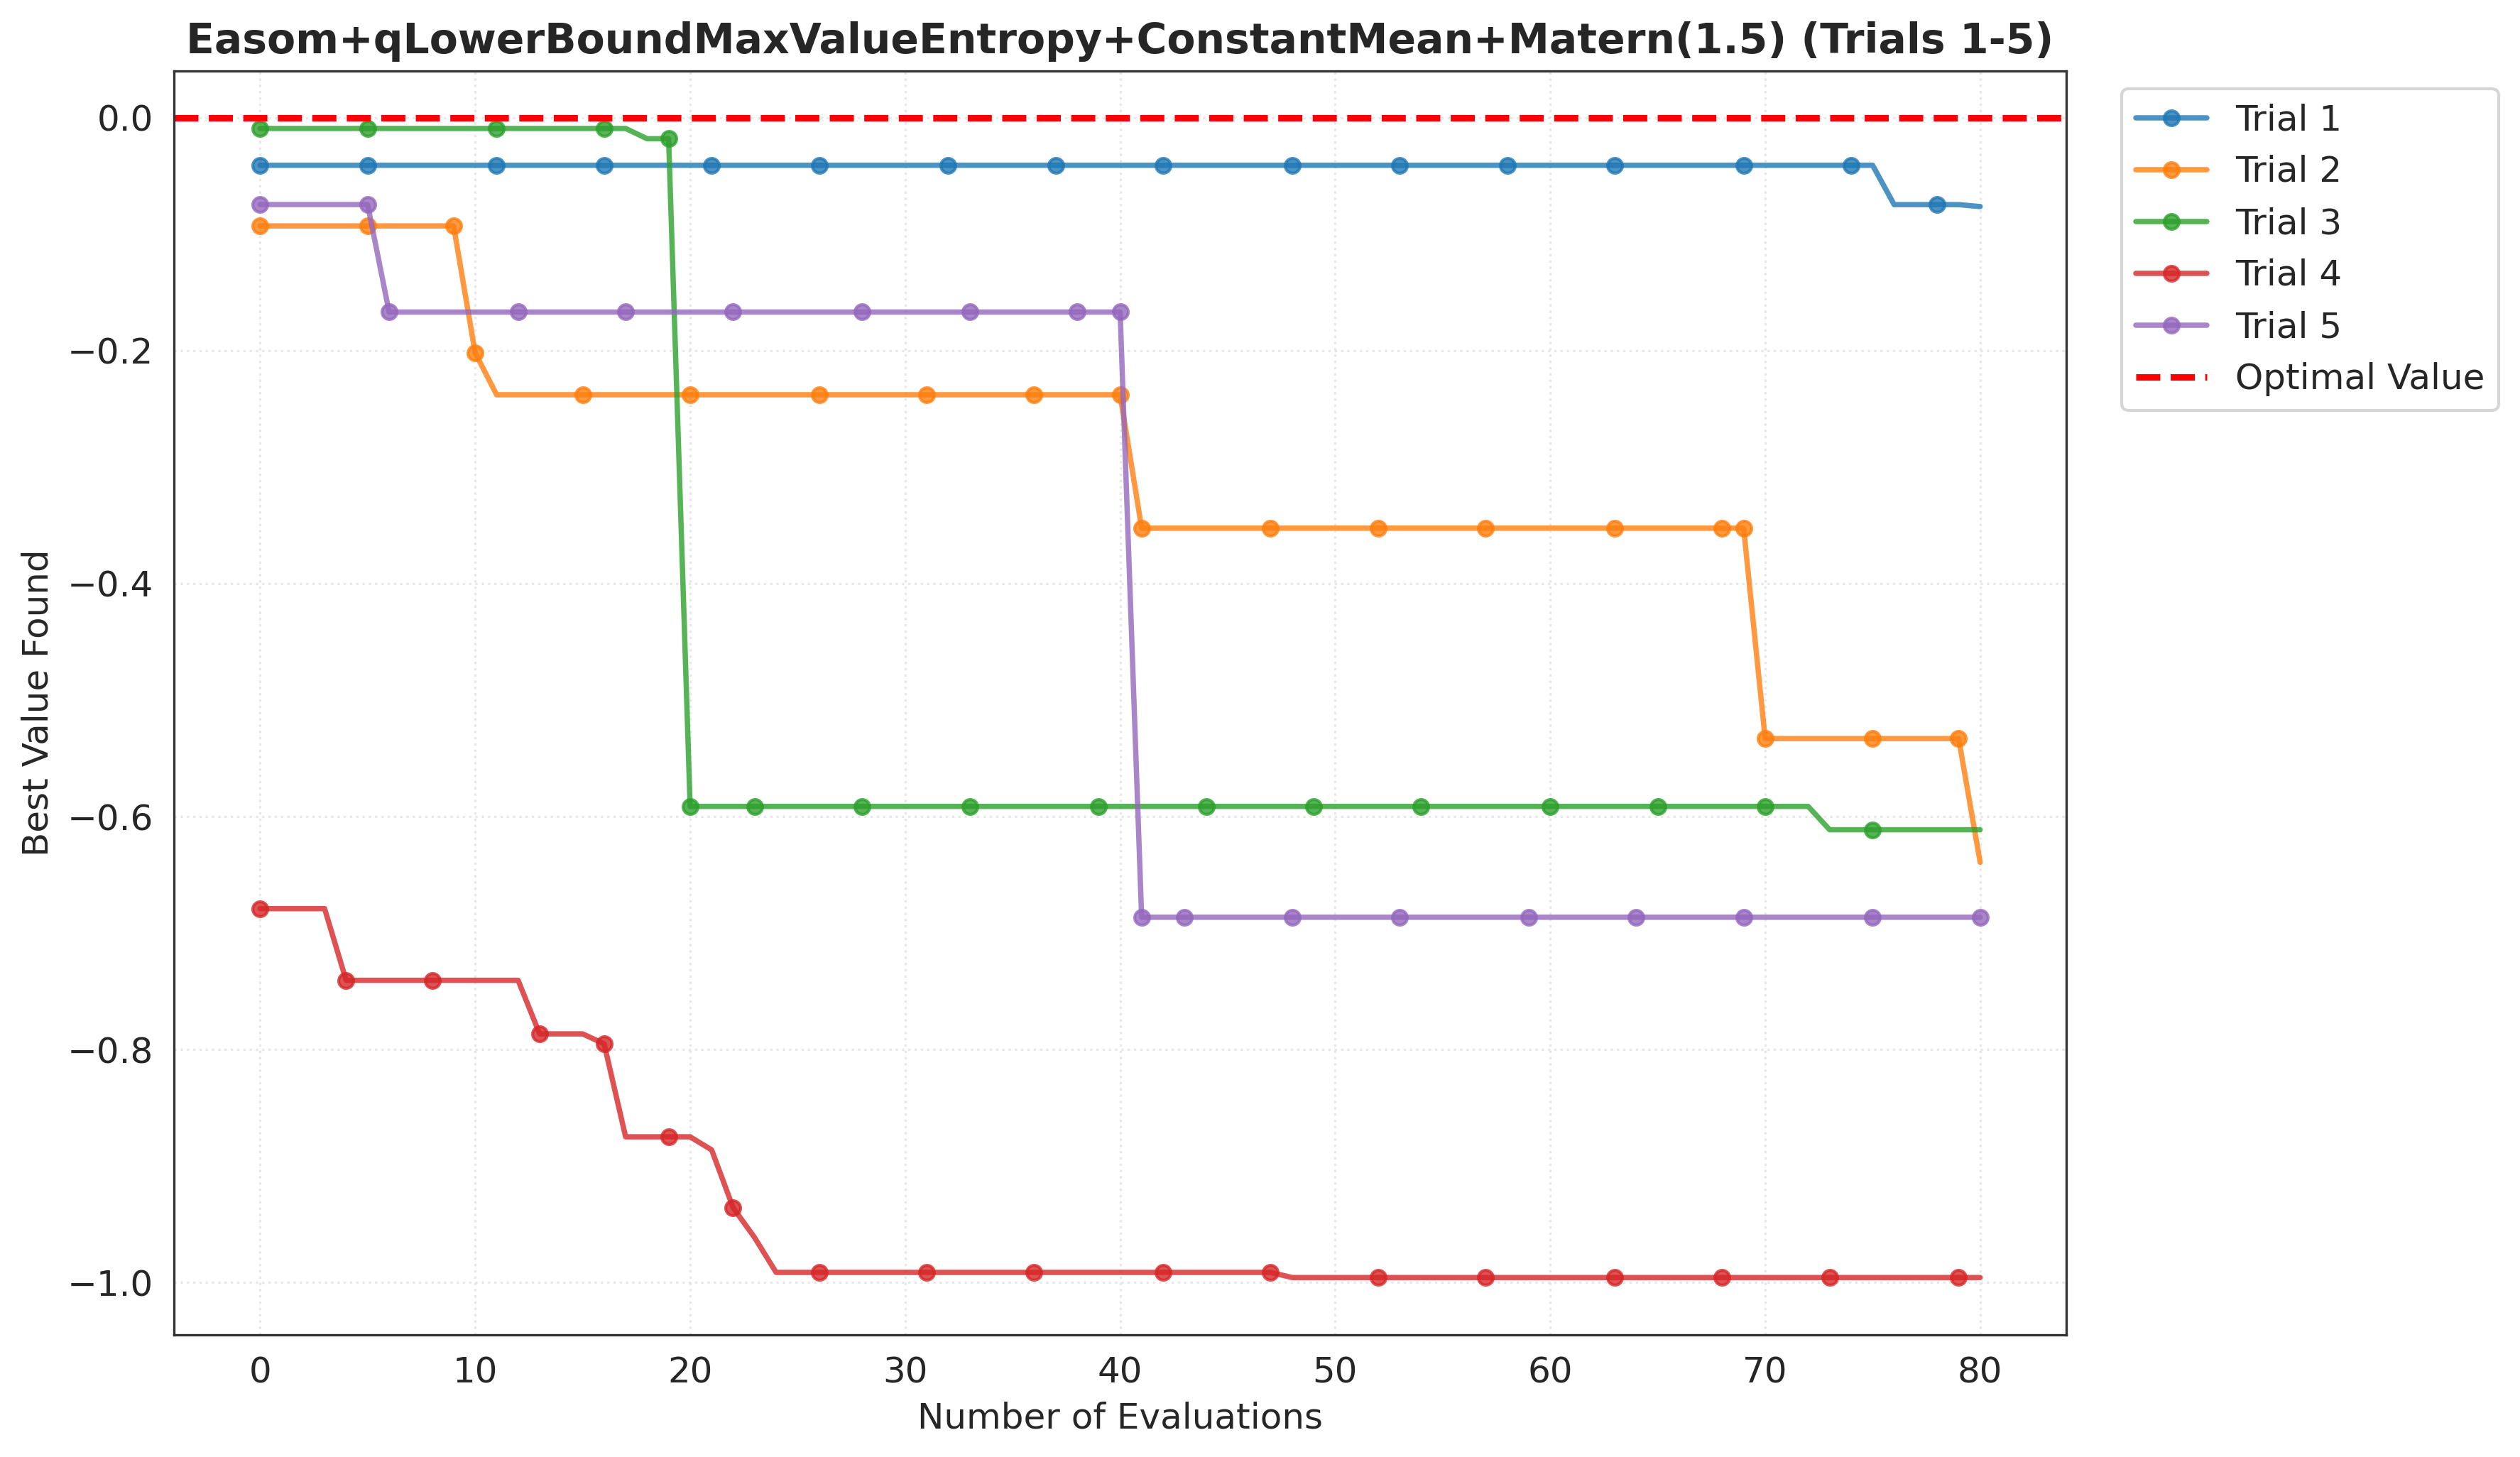 Easom+qLowerBoundMaxValueEntropy+ConstantMean+Matern(1.5) (Trials 1-5)
0.0
−0.2
−0.4
−0.6
−0.8
−1.0
Best Value Found
0 10 20 30 40 50 60 70 80
Number of Evaluations
Trial 1
Trial 2
Trial 3
Trial 4
Trial 5
Optimal Value